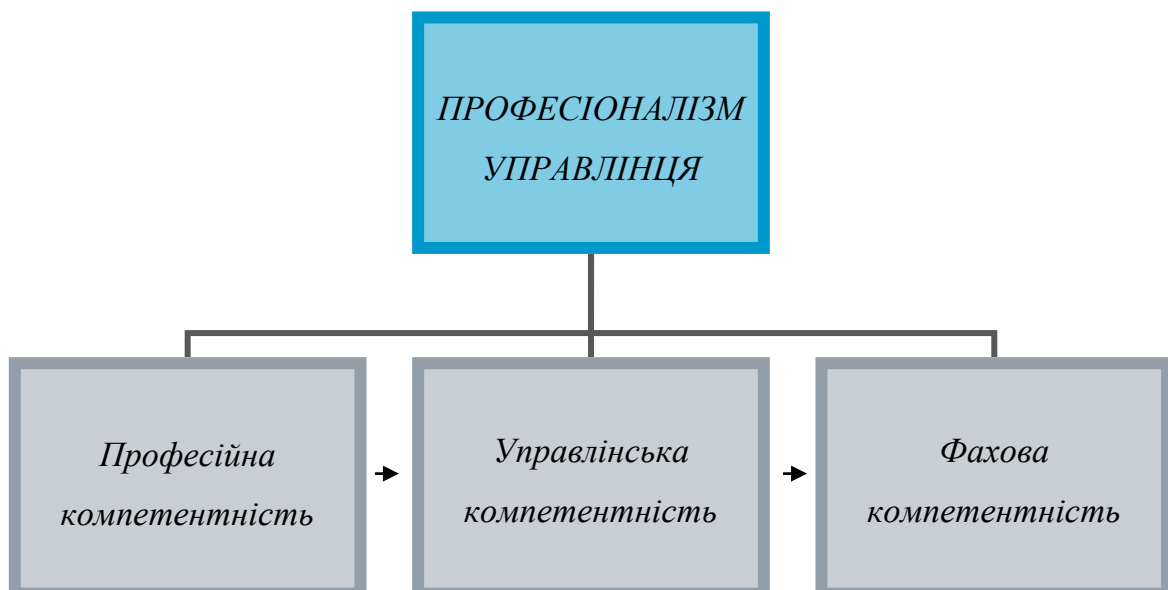 ПРОФЕСІОНАЛІЗМ
УПРАВЛІНЦЯ
Професійна
компетентність
Управлінська
компетентність
Фахова
компетентність